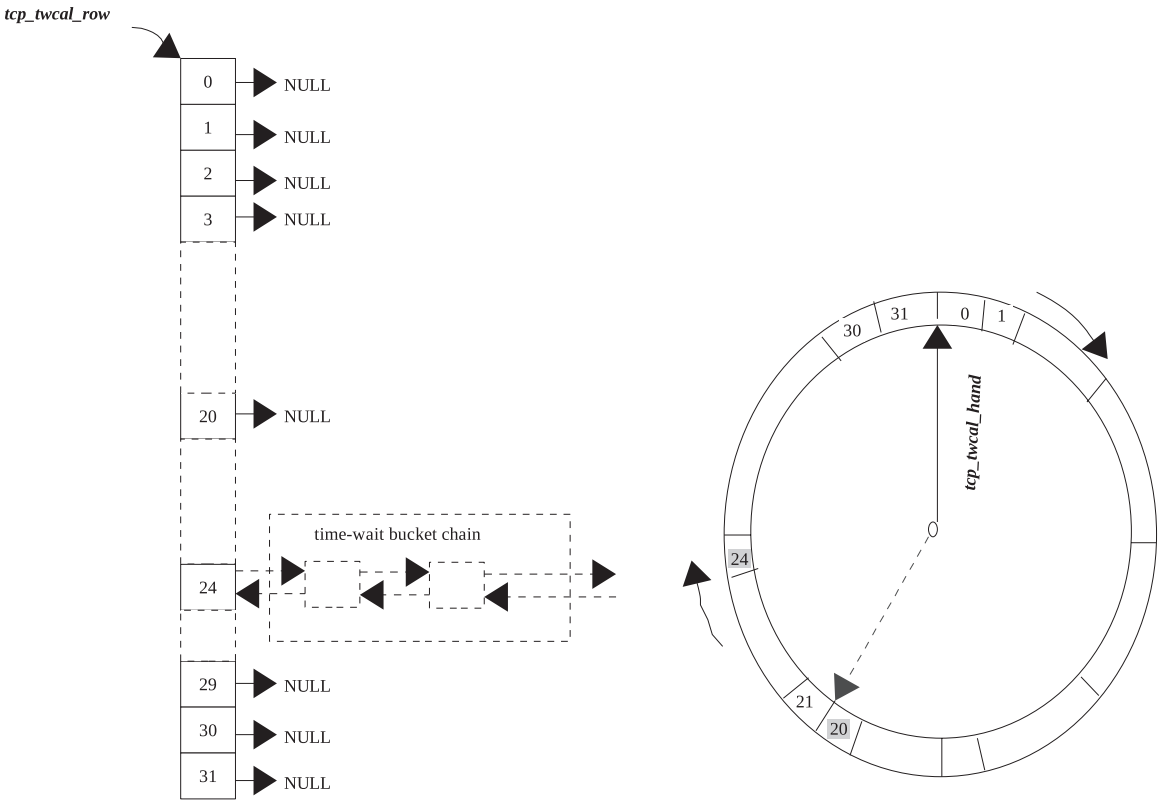 tcp_twcal_row
0
NULL
1
NULL
2
NULL
3
NULL
20
NULL
time-wait bucket chain
24
29
NULL
30
NULL
31
NULL
30
31
0
1
tcp_twcal_hand
24
21
20